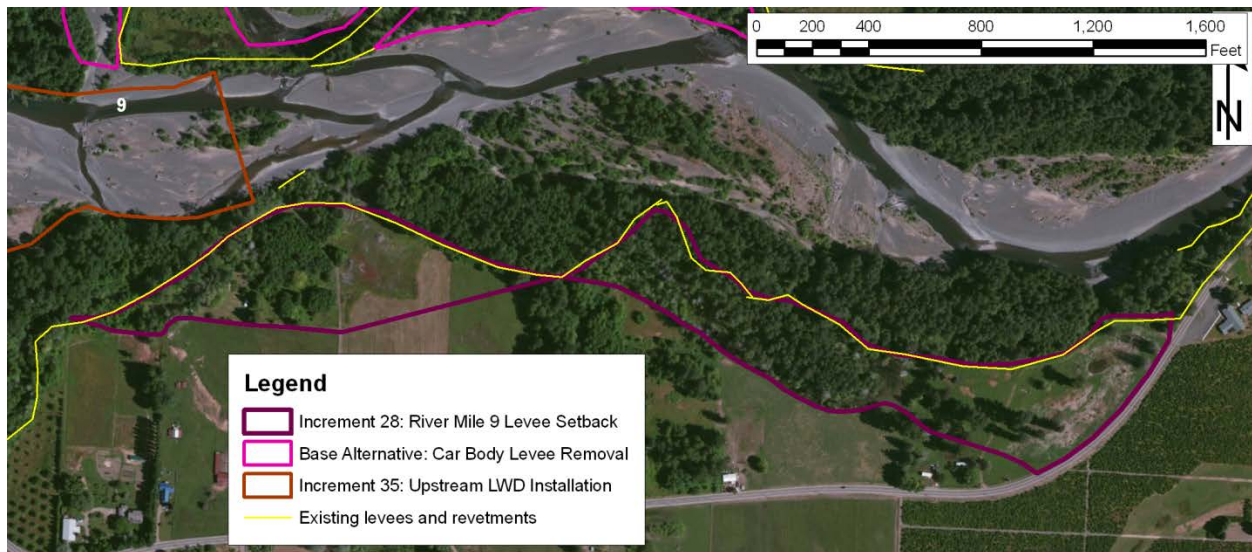 0 200 400 800 1,200 1,600
Feet
N
9
Legend
Increment 28: River Mile 9 Levee Setback
Base Alternative: Car Body Levee Removal
Increment 35: Upstream LWD Installation
Existing levees and revetments